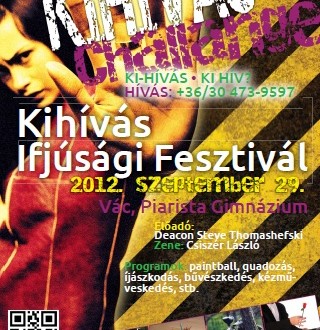 Kihívás
challange
KI-HÍVÁS • KI HÍV?
HÍVÁS: +36/30 473-9597
Kihívás
Ifjúsági Fesztivál
2012. szeptember 29.
Vác, Piarista Gimnázium
Előadó:
Deacon Steve Thomashefski
Zene: Csiszér László
Programok: paintball, quadozás,
íjászkodás, bűvészkedés, kézmű-
veskedés, stb.